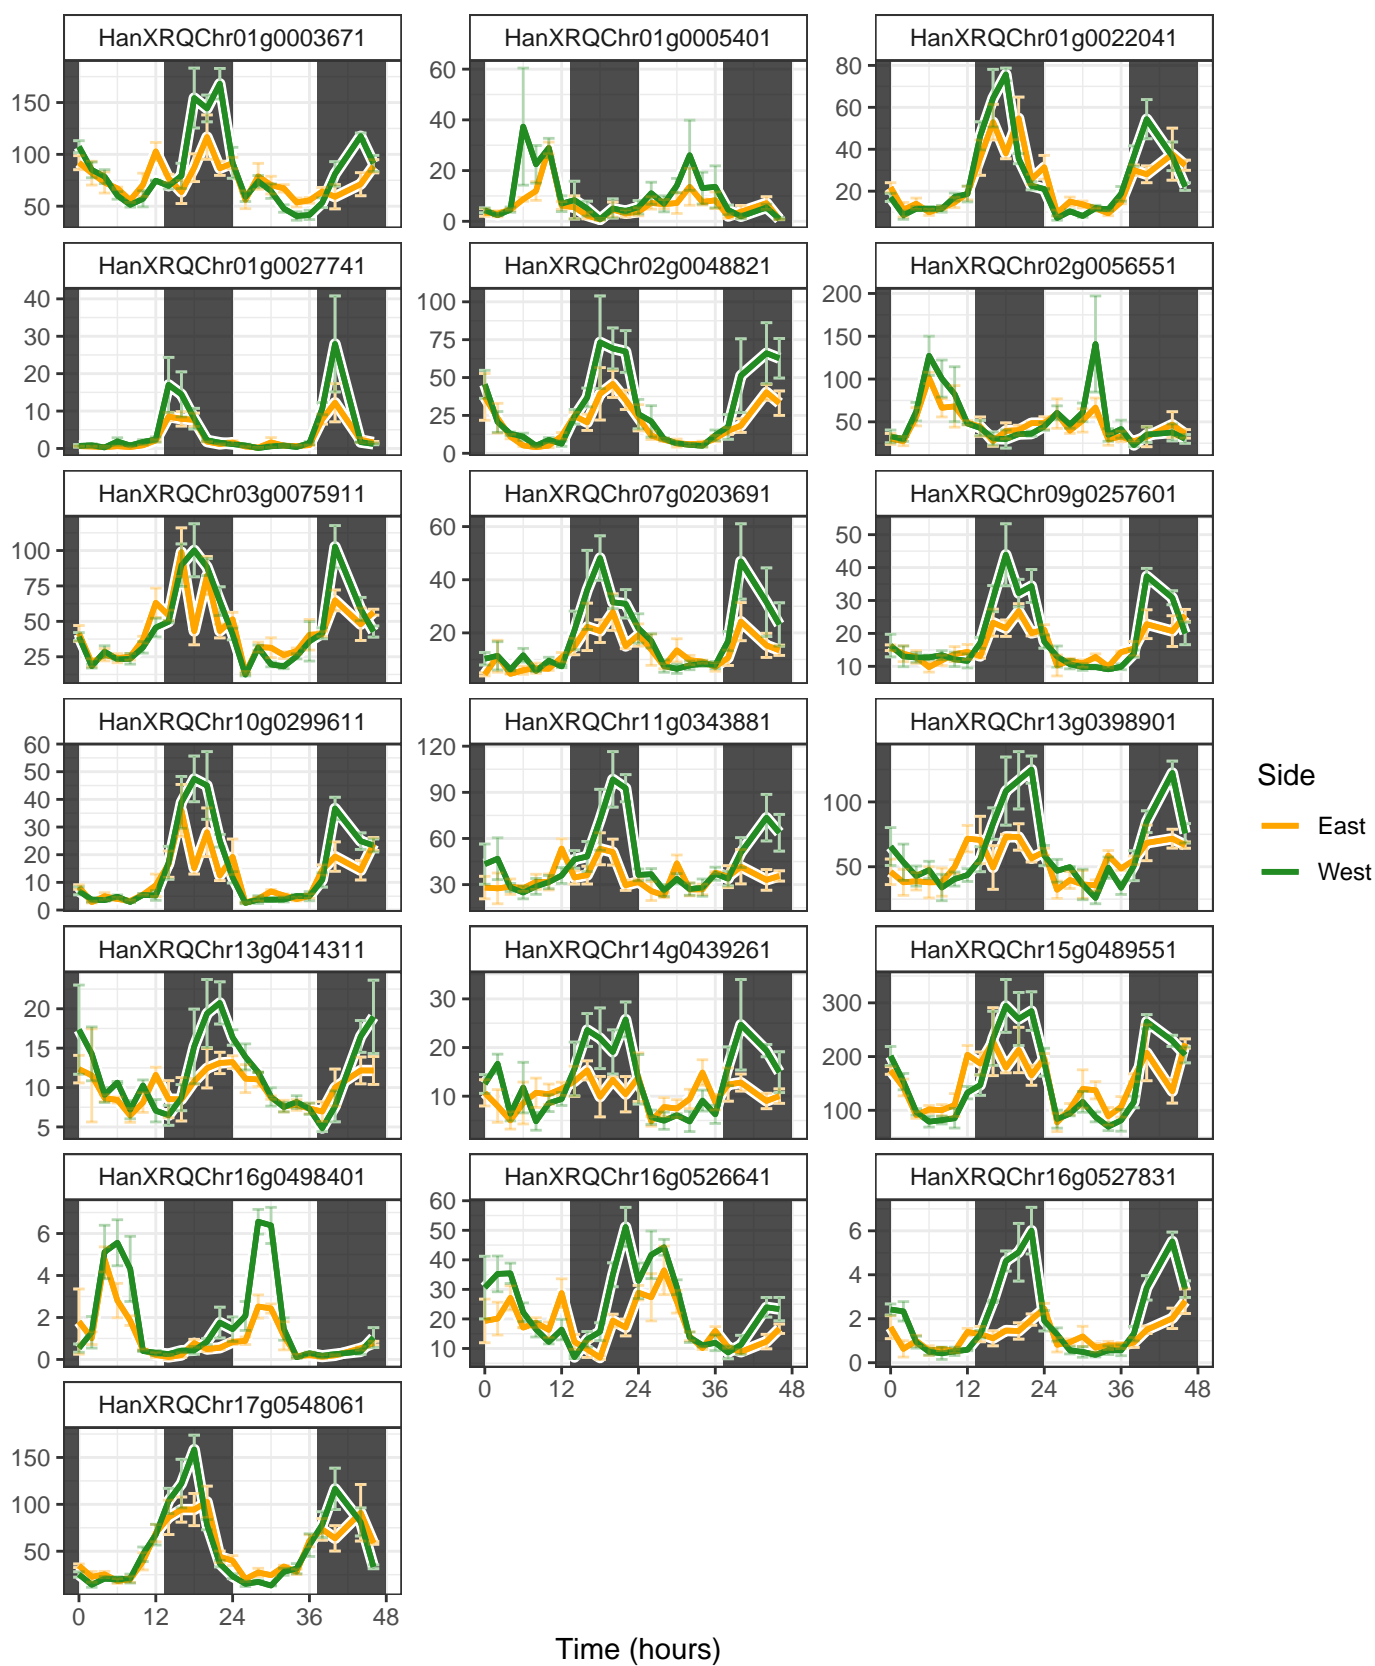 HanXRQChr01g0003671 HanXRQChr01g0005401 HanXRQChr01g0022041
150 100 50
60 40 20 0
80 60 40 20
HanXRQChr01g0027741 HanXRQChr02g0048821 HanXRQChr02g0056551
40 30 20 10 0
100 75 50 25 0
200 150 100 50
HanXRQChr03g0075911 HanXRQChr07g0203691 HanXRQChr09g0257601
100 75 50 25
60 40 20
50 40 30 20 10
HanXRQChr10g0299611 HanXRQChr11g0343881 HanXRQChr13g0398901
60 50 40 30 20 10 0
120 90 60 30
100 50
Side
East
West
HanXRQChr13g0414311 HanXRQChr14g0439261 HanXRQChr15g0489551
20 15 10 5
30 20 10
300 200 100
HanXRQChr16g0498401 HanXRQChr16g0526641 HanXRQChr16g0527831
6 4 2 0
60 50 40 30 20 10
6 4 2 0
0 12 24 36 48
0 12 24 36 48
HanXRQChr17g0548061
150 100 50
0 12 24 36 48
Time (hours)